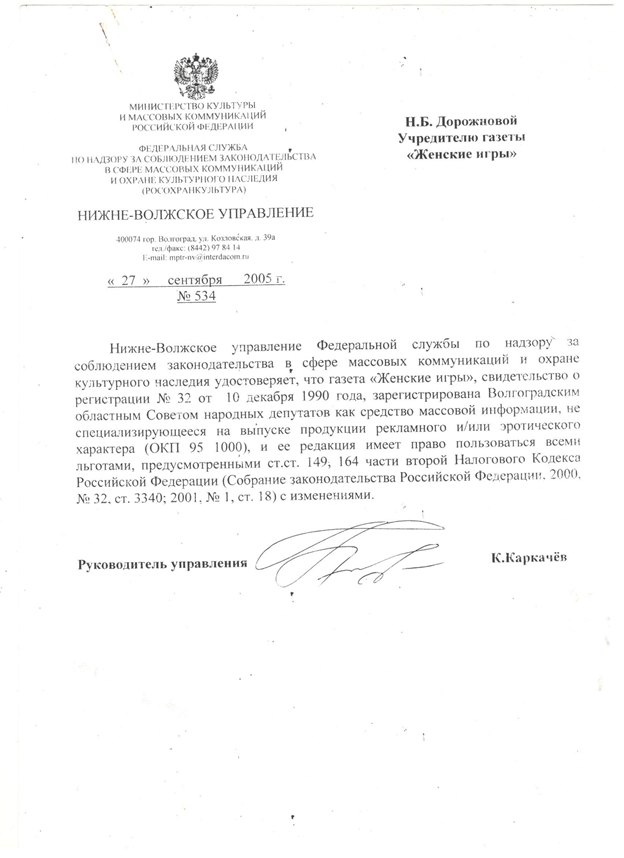 МИНИСТЕРСТВО КУЛЬТУРЫ
И МАССОВЫХ КОММУНИКАЦИЙ
РОССИЙСКОЙ ФЕДЕРАЦИИ
ФЕДЕРАЛЬНАЯ СЛУЖБА
ПО НАДЗОРУ ЗА СОБЛЮДЕНИЕМ ЗАКОНОДАТЕЛЬСТВА
В СФЕРЕ МАССОВЫХ КОММУНИКАЦИЙ
И ОХРАНЕ КУЛЬТУРНОГО НАСЛЕДИЯ
(РОСОХРАНКУЛЬТУРА)
НИЖНЕ-ВОЛЖСКОЕ УПРАВЛЕНИЕ
400074 гор. Волгоград, ул. Козловская, д. 39а
тел./факс: (8442) 97 84 14
E-mail: mptr-nv@interdacom.ru
« 27 » сентября 2005 г.
№ 534
Н.Б. Дорожновой
Учредителю газеты
«Женские игры»
Нижне-Волжское управление Федеральной службы по надзору за
соблюдением законодательства в сфере массовых коммуникаций и охране
культурного наследия удостоверяет, что газета «Женские игры», свидетельство о
регистрации № 32 от 10 декабря 1990 года, зарегистрирована Волгоградским
областным Советом народных депутатов как средство массовой информации, не
специализирующееся на выпуске продукции рекламного и/или эротического
характера (ОКП 95 1000), и ее редакция имеет право пользоваться всеми
льготами, предусмотренными ст.ст. 149, 164 части второй Налогового Кодекса
Российской Федерации (Собрание законодательства Российской Федерации, 2000,
№ 32, ст. 3340; 2001, № 1, ст. 18) с изменениями.
Руководитель управления К.Каркачёв